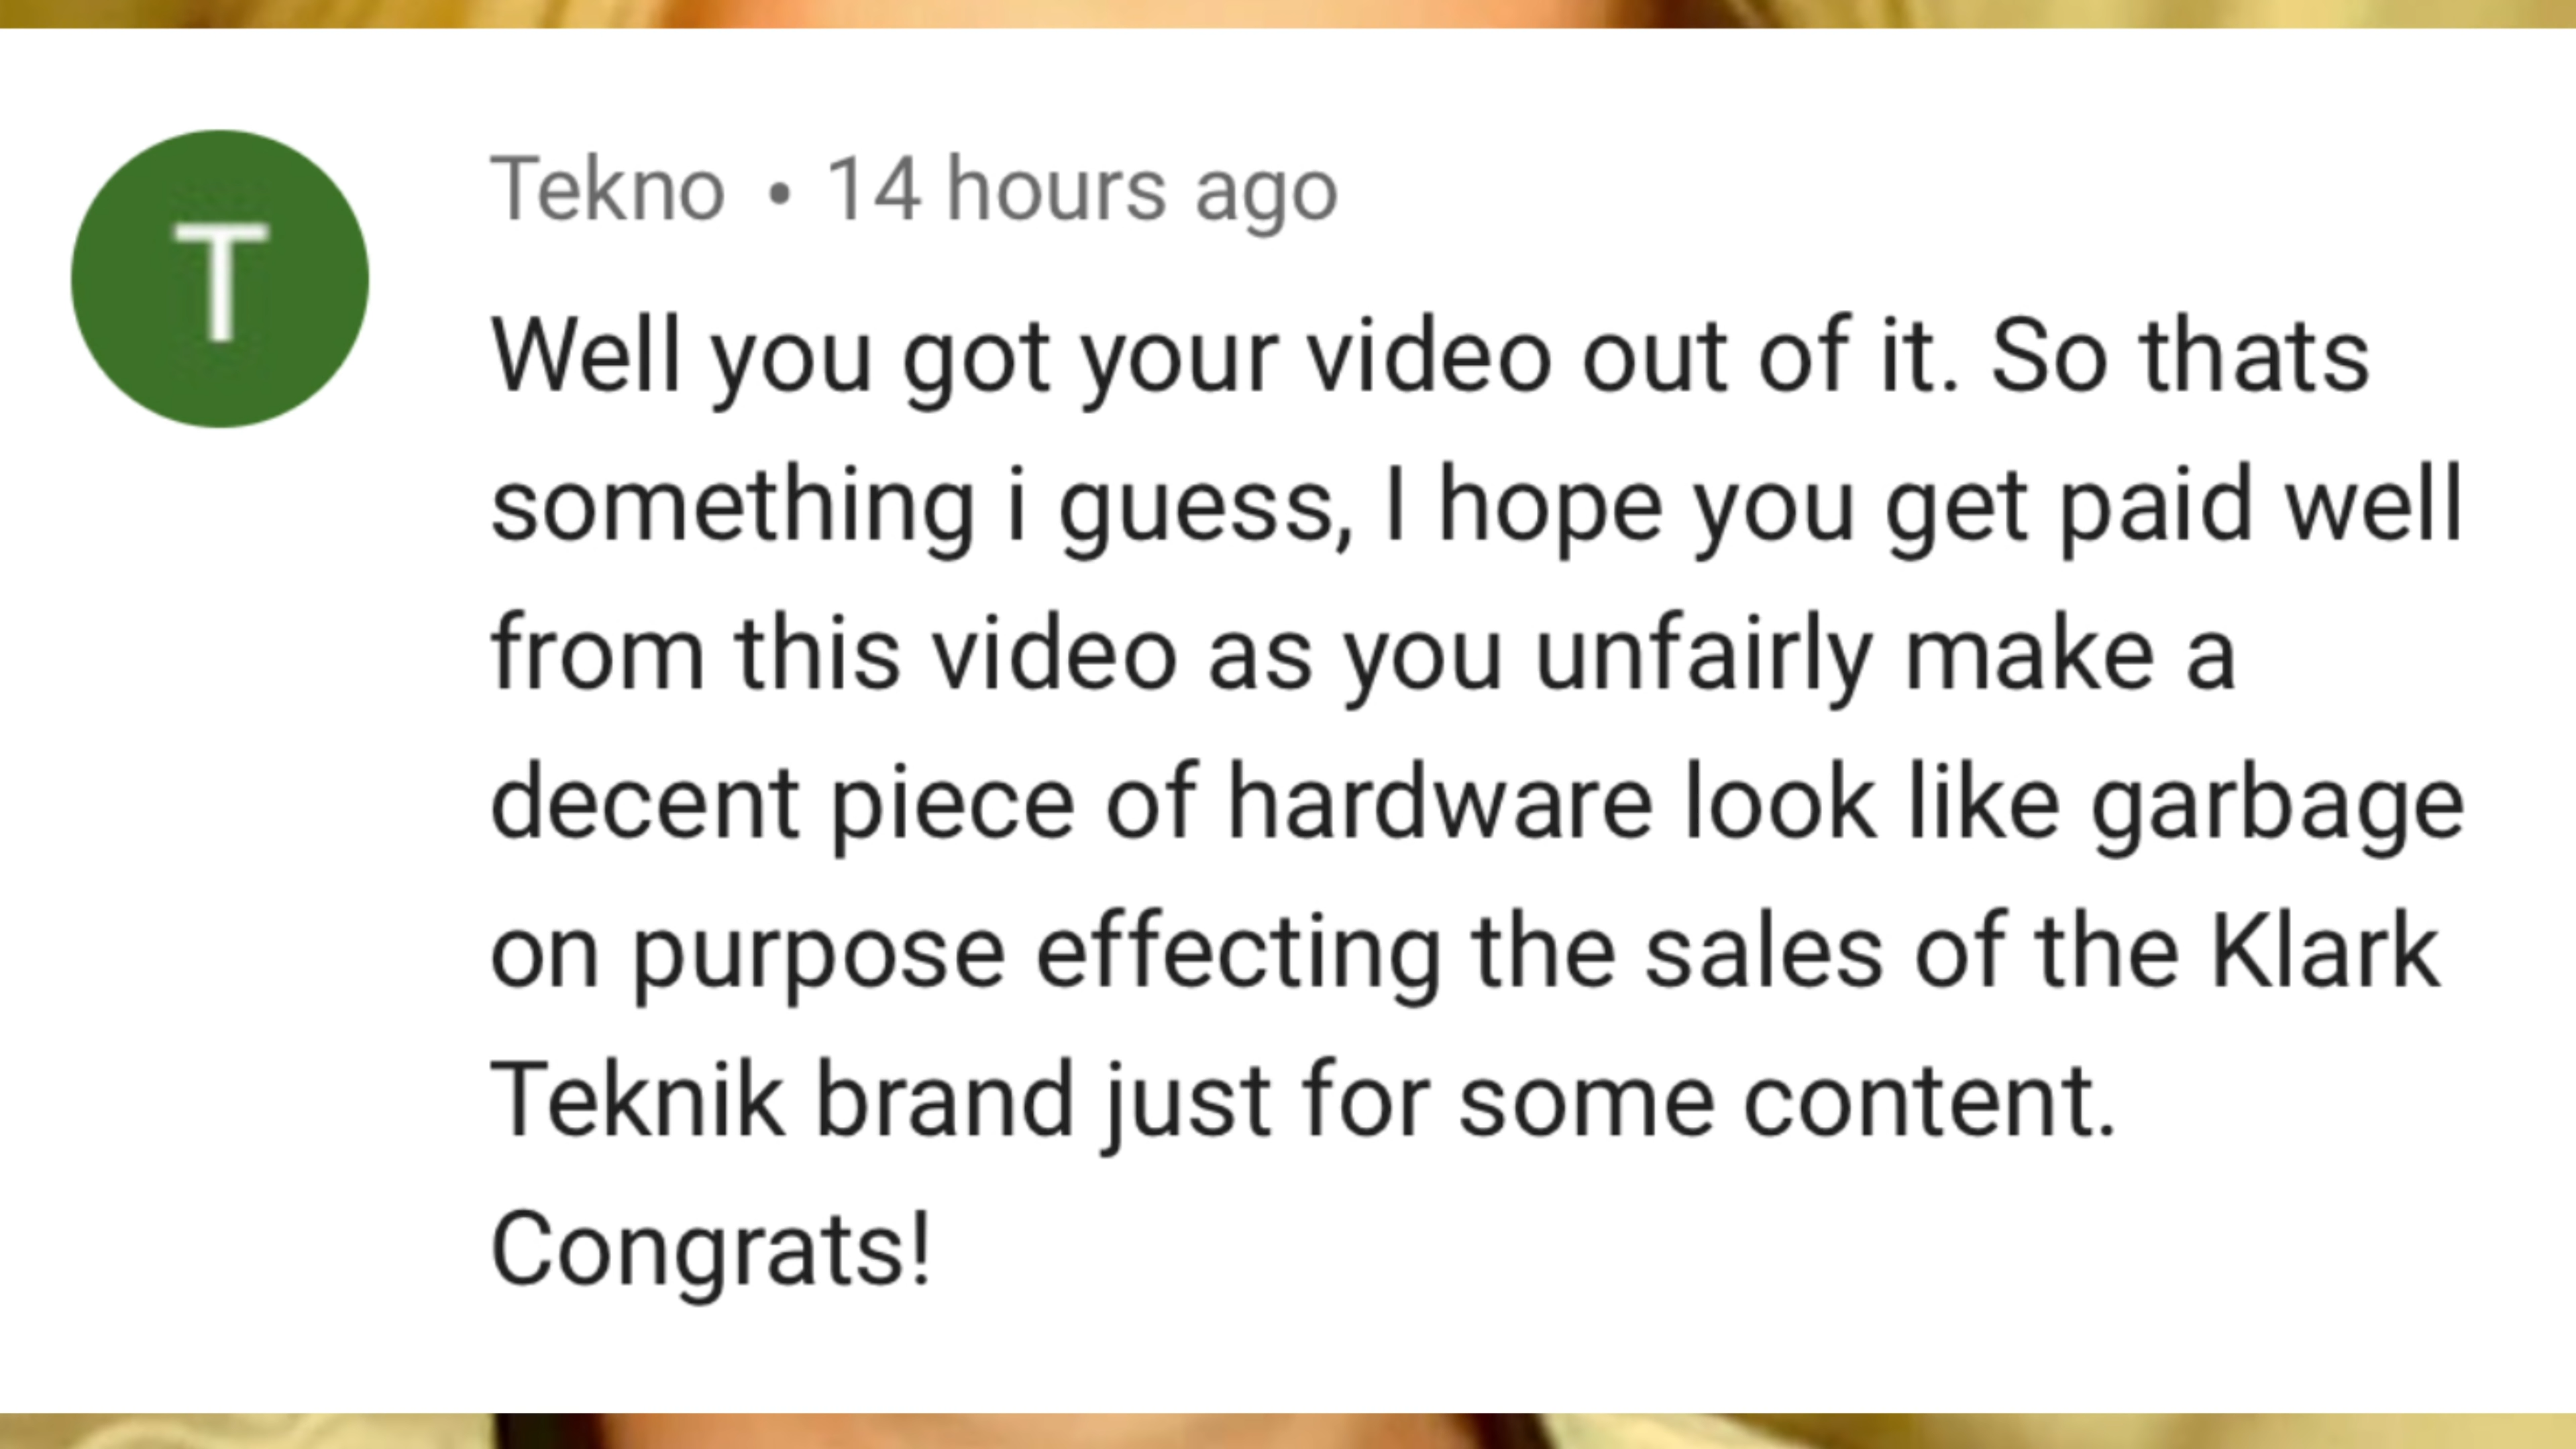 T
Tekno • 14 hours ago
Well you got your video out of it. So thats
something i guess, I hope you get paid well
from this video as you unfairly make a
decent piece of hardware look like garbage
on purpose effecting the sales of the Klark
Teknik brand just for some content.
Congrats!